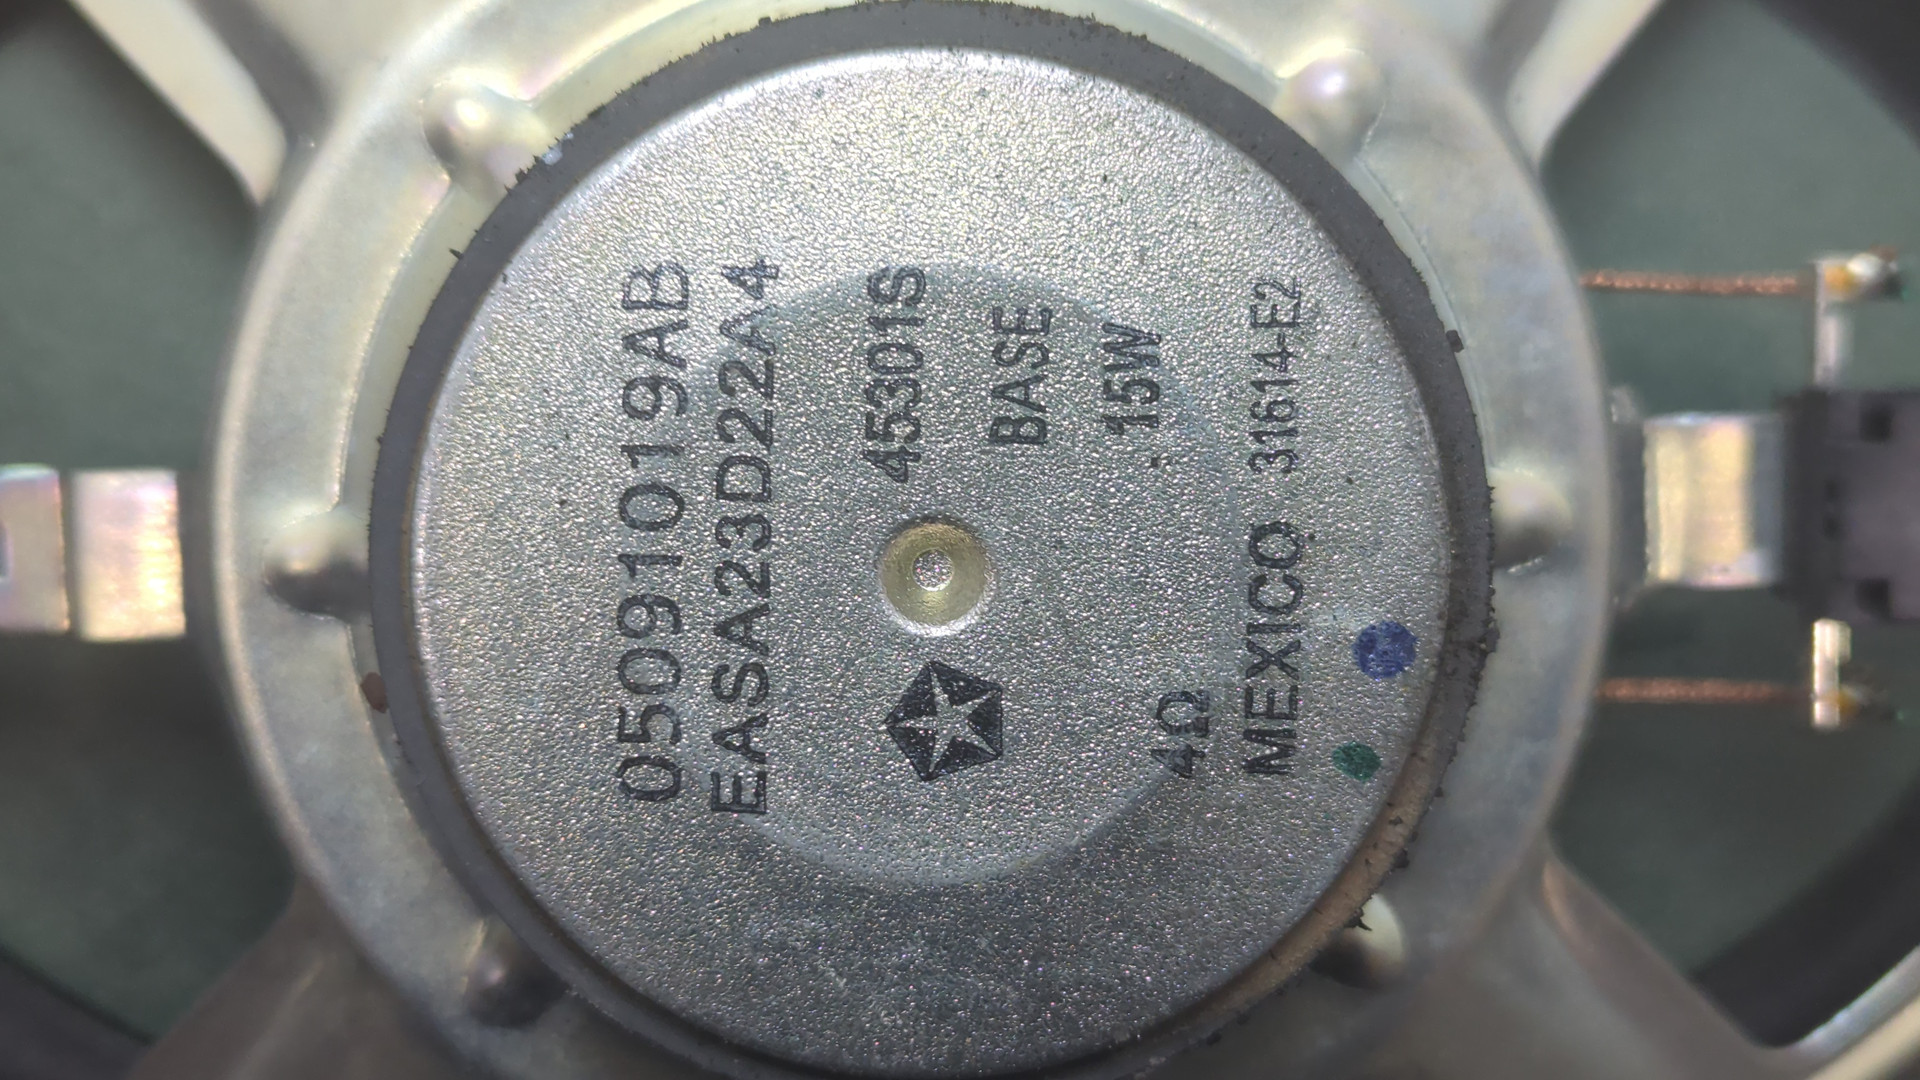 05091019AB
EASA23D22A4
45301S
BASE
15W
4Ω
MEXICO 31614-E2